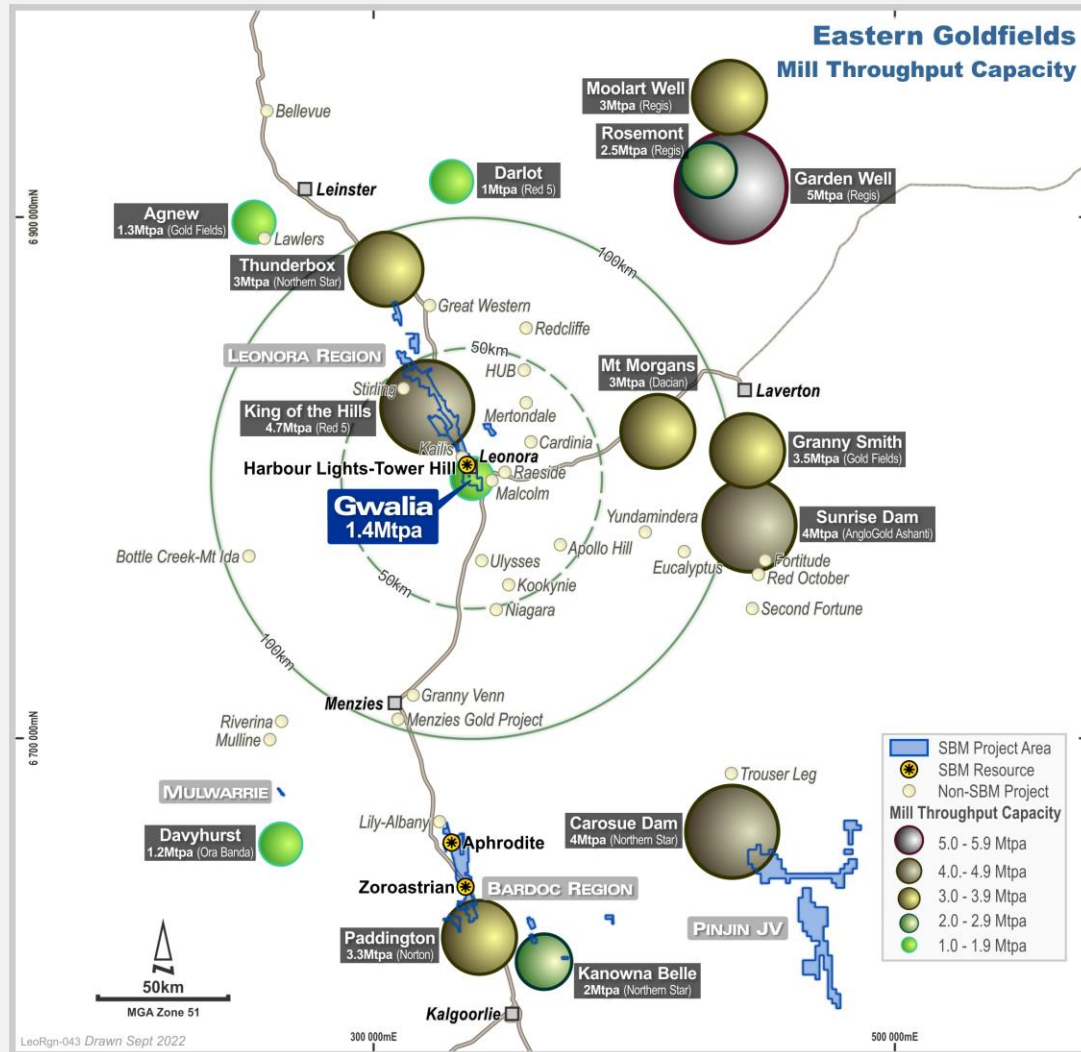 Eastern Goldfields
Mill Throughput Capacity
Moolart Well
3Mtpa (Regis)
Rosemont
2.5Mtpa (Regis)
Garden Well
5Mtpa (Regis)
Bellevue
Leinster
Darlot
1Mtpa (Red 5)
6 900 000mN
Agnew
1.3Mtpa (Gold Fields)
Lawlers
Thunderbox
3Mtpa (Northern Star)
100km
Great Western
Redcliffe
LEONORA REGION
50km
HUB
Stirling
Mt Morgans
3Mtpa (Dacian)
Laverton
King of the Hills
4.7Mtpa (Red 5)
Mertondale
Cardinia
Kailis
Leonora
Granny Smith
3.5Mtpa (Gold Fields)
Harbour Lights-Tower Hill
Raeside
Malcolm
Gwalia
1.4Mtpa
Sunrise Dam
4Mtpa (AngloGold Ashanti)
Yundamindera
Apollo Hill
Eucalyptus
Bottle Creek-Mt Ida
Ulysses
Fortitude
Red October
50km
Kookynie
Niagara
Second Fortune
100km
Menzies
Granny Venn
Menzies Gold Project
Riverina
Mulline
6 700 000mN
SBM Project Area
SBM Resource
Non-SBM Project
Mill Throughput Capacity
5.0 - 5.9 Mtpa
4.0.- 4.9 Mtpa
3.0 - 3.9 Mtpa
2.0 - 2.9 Mtpa
1.0 - 1.9 Mtpa
Trouser Leg
MULWARRIE
Lily-Albany
Carosue Dam
4Mtpa (Northern Star)
Davyhurst
1.2Mtpa (Ora Banda)
Aphrodite
Zoroastrian
BARDOC REGION
PINJIN JV
Paddington
3.3Mtpa (Norton)
Kanowna Belle
2Mtpa (Northern Star)
N
50km
MGA Zone 51
Kalgoorlie
LeoRgn-043 Drawn Sept 2022
300 000mE
500 000mE